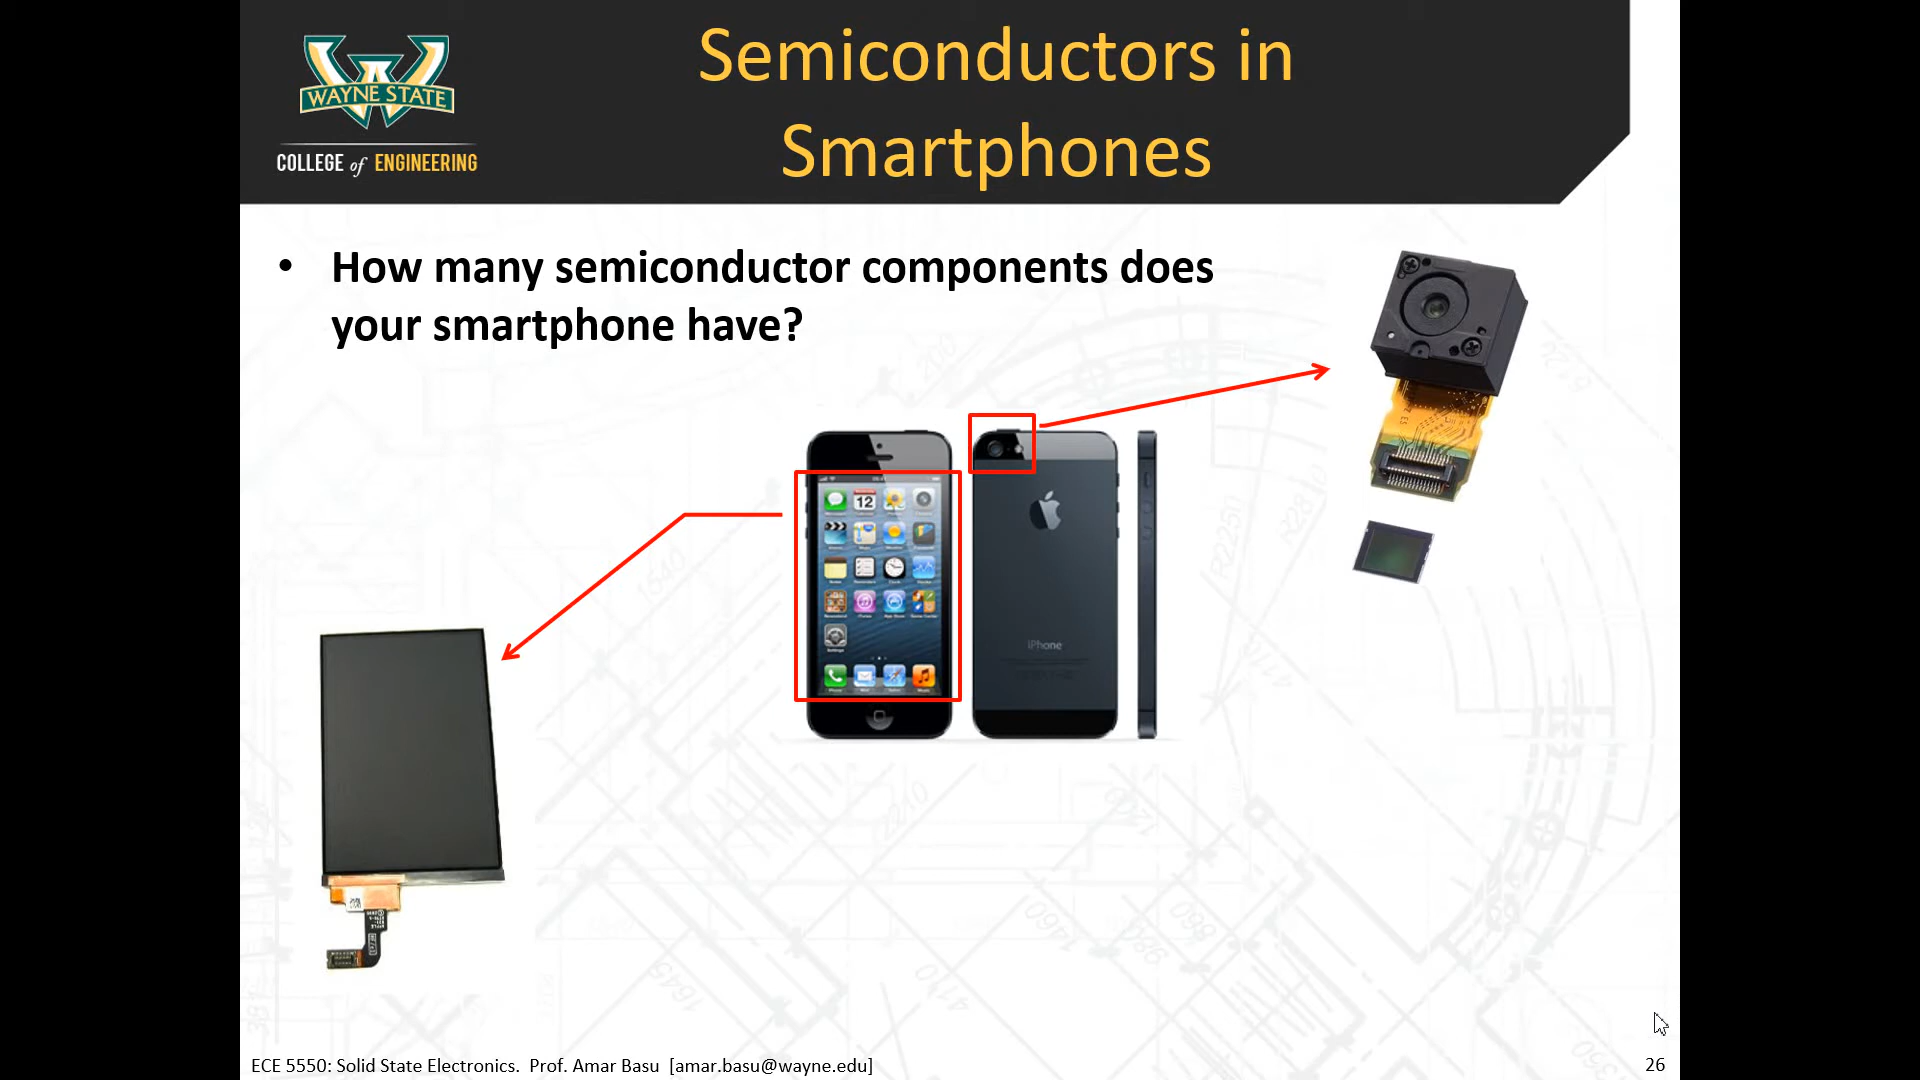 Semiconductors in
Smartphones
WAYNE STATE
COLLEGE of ENGINEERING
• How many semiconductor components does
your smartphone have?
12
iPhone
ECE 5550: Solid State Electronics. Prof. Amar Basu [amar.basu@wayne.edu]
26